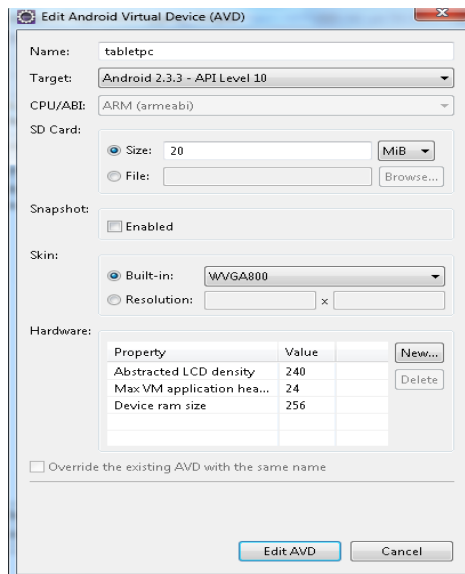 Edit Android Virtual Device (AVD)
Name: tabletpc
Target: Android 2.3.3 - API Level 10
CPU/ABI: ARM (armeabi)
SD Card:
Size: 20 MiB
File: Browse...
Snapshot:
Enabled
Skin:
Built-in: WVGA800
Resolution: x
Hardware:
Property Value New...
Abstracted LCD density 240 Delete
Max VM application hea... 24
Device ram size 256
Override the existing AVD with the same name
Edit AVD Cancel